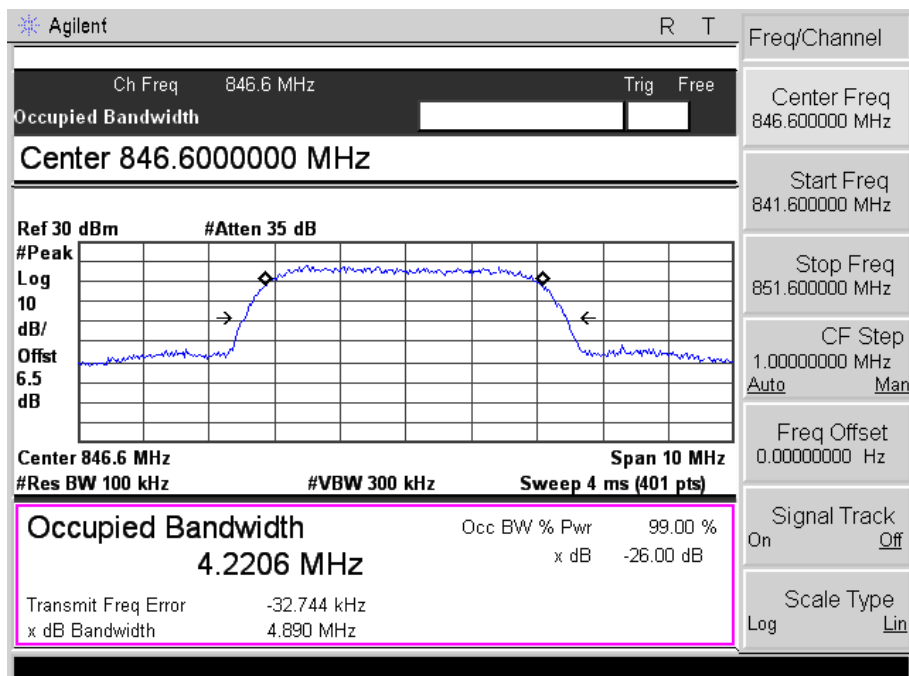 Agilent R T
Ch Freq 846.6 MHz Trig Free
Occupied Bandwidth
Center 846.6000000 MHz
Ref 30 dBm #Atten 35 dB
#Peak
Log
10
dB/
Offst
6.5
dB
Center 846.6 MHz Span 10 MHz
#Res BW 100 kHz #VBW 300 kHz Sweep 4 ms (401 pts)
Occupied Bandwidth
4.2206 MHz
Occ BW % Pwr 99.00 %
x dB -26.00 dB
Transmit Freq Error -32.744 kHz
x dB Bandwidth 4.890 MHz
Freq/Channel
Center Freq
846.600000 MHz
Start Freq
841.600000 MHz
Stop Freq
851.600000 MHz
CF Step
1.00000000 MHz
Auto Man
Freq Offset
0.00000000 Hz
Signal Track
On Off
Scale Type
Log Lin